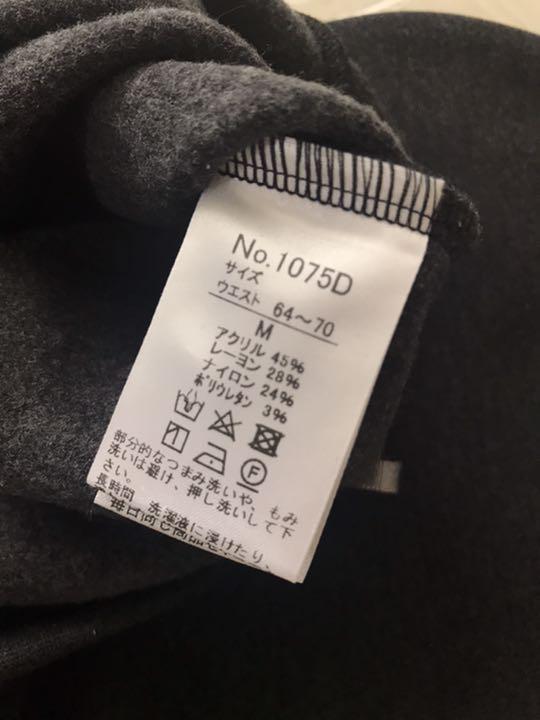 No.1075D
サイズ
ウエスト 64～70
M
アクリル 45%
レーヨン 28%
ナイロン 24%
ポリウレタン 3%
F
部分的なつまみ洗いや、もみ
洗いは避け、押し洗いして下
さい。
長時間、洗濯液に浸けたり、